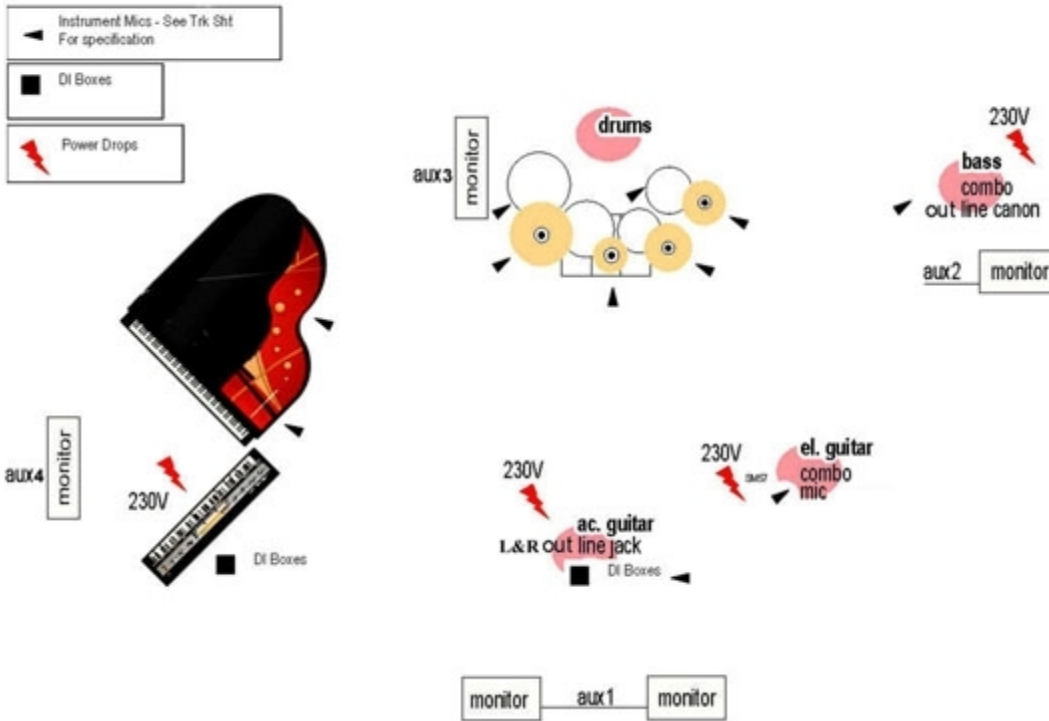 Instrument Mics - See Trk Sht
For specification
DI Boxes
Power Drops
drums
aux3
monitor
230V
bass
combo
out line canon
aux2
monitor
aux4
monitor
230V
DI Boxes
230V
ac. guitar
L&R out line jack
DI Boxes
230V
SM57
el. guitar
combo
mic
monitor
aux1
monitor